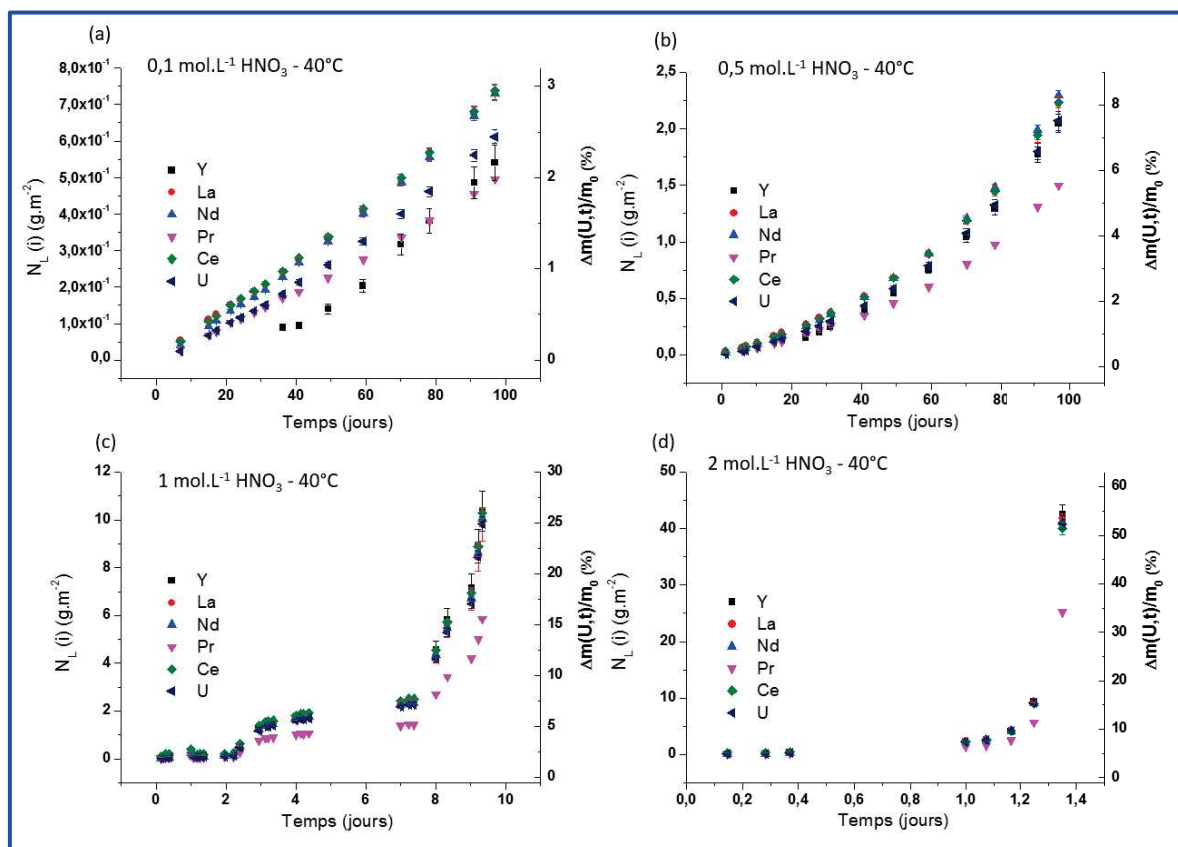 (a)
0,1 mol.L⁻¹ HNO₃ - 40°C
N_L (i) (g.m⁻²)
8,0x10⁻¹
7,0x10⁻¹
6,0x10⁻¹
5,0x10⁻¹
4,0x10⁻¹
3,0x10⁻¹
2,0x10⁻¹
1,0x10⁻¹
0,0
Y
La
Nd
Pr
Ce
U
3
2
1
0
Δm(U,t)/m₀ (%)
0 20 40 60 80 100
Temps (jours)
(b)
0,5 mol.L⁻¹ HNO₃ - 40°C
N_L (i) (g.m⁻²)
2,5
2,0
1,5
1,0
0,5
0,0
Y
La
Nd
Pr
Ce
U
8
6
4
2
0
Δm(U,t)/m₀ (%)
0 20 40 60 80 100
Temps (jours)
(c)
1 mol.L⁻¹ HNO₃ - 40°C
N_L (i) (g.m⁻²)
12
10
8
6
4
2
0
Y
La
Nd
Pr
Ce
U
30
25
20
15
10
5
0
Δm(U,t)/m₀ (%)
0 2 4 6 8 10
Temps (jours)
(d)
2 mol.L⁻¹ HNO₃ - 40°C
N_L (i) (g.m⁻²)
50
40
30
20
10
0
Y
La
Nd
Pr
Ce
U
60
50
40
30
20
10
0
Δm(U,t)/m₀ (%)
0,0 0,2 0,4 0,6 0,8 1,0 1,2 1,4
Temps (jours)